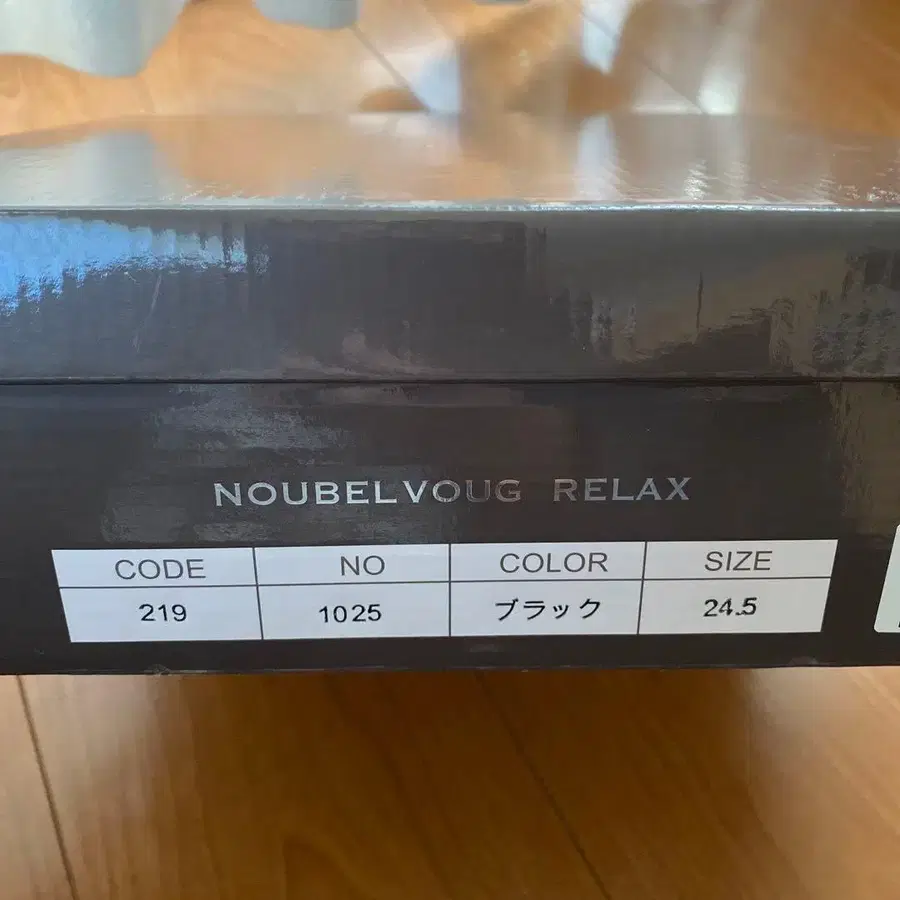 NOUBELVOUG RELAX
CODE NO COLOR SIZE
219 1025 ブラック 24.5